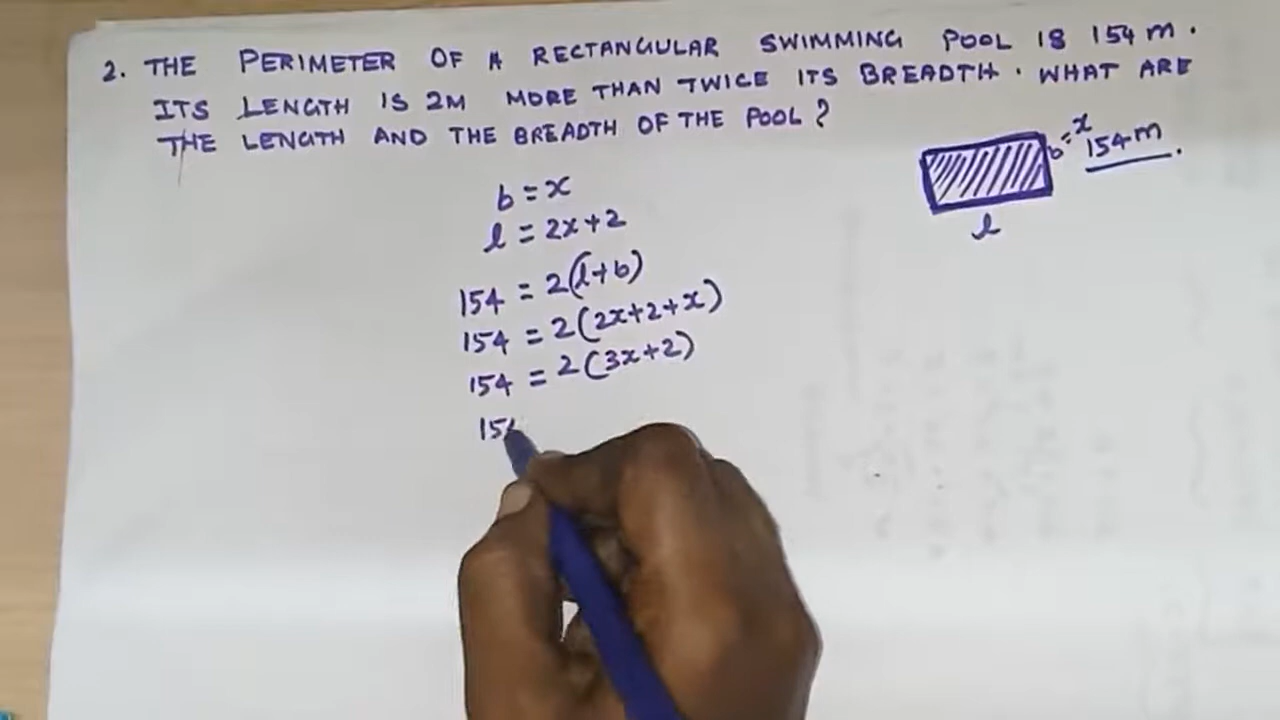 2. THE PERIMETER OF A RECTANGULAR SWIMMING POOL IS 154 m.
ITS LENGTH IS 2M MORE THAN TWICE ITS BREADTH. WHAT ARE
THE LENGTH AND THE BREADTH OF THE POOL?
b = x
154m.
l
b = x
l = 2x+2
154 = 2(l+b)
154 = 2(2x+2+x)
154 = 2(3x+2)
15